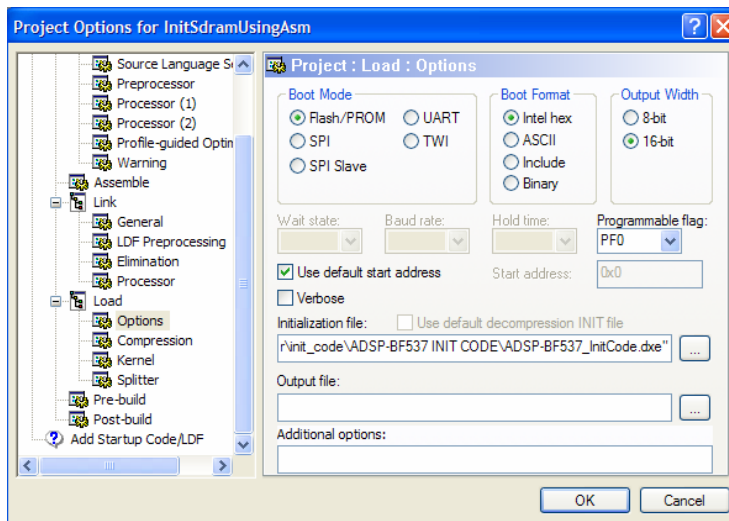 Project Options for InitSdramUsingAsm
Source Language S
Preprocessor
Processor (1)
Processor (2)
Profile-guided Optim
Warning
Assemble
Link
General
LDF Preprocessing
Elimination
Processor
Load
Options
Compression
Kernel
Splitter
Pre-build
Post-build
Add Startup Code/LDF
Project : Load : Options
Boot Mode
Flash/PROM
UART
SPI
TWI
SPI Slave
Boot Format
Intel hex
ASCII
Include
Binary
Output Width
8-bit
16-bit
Wait state:
Baud rate:
Hold time:
Programmable flag:
PF0
Use default start address
Start address:
0x0
Verbose
Initialization file:
Use default decompression INIT file
r\init_code\ADSP-BF537 INIT CODE\ADSP-BF537_InitCode.dxe"
...
Output file:
...
Additional options:
OK
Cancel